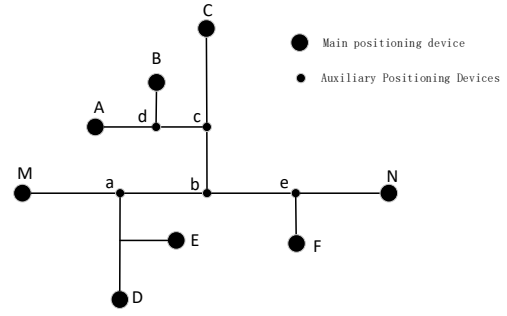 C
Main positioning device
B
Auxiliary Positioning Devices
A
d
c
M
a
b
e
N
E
F
D